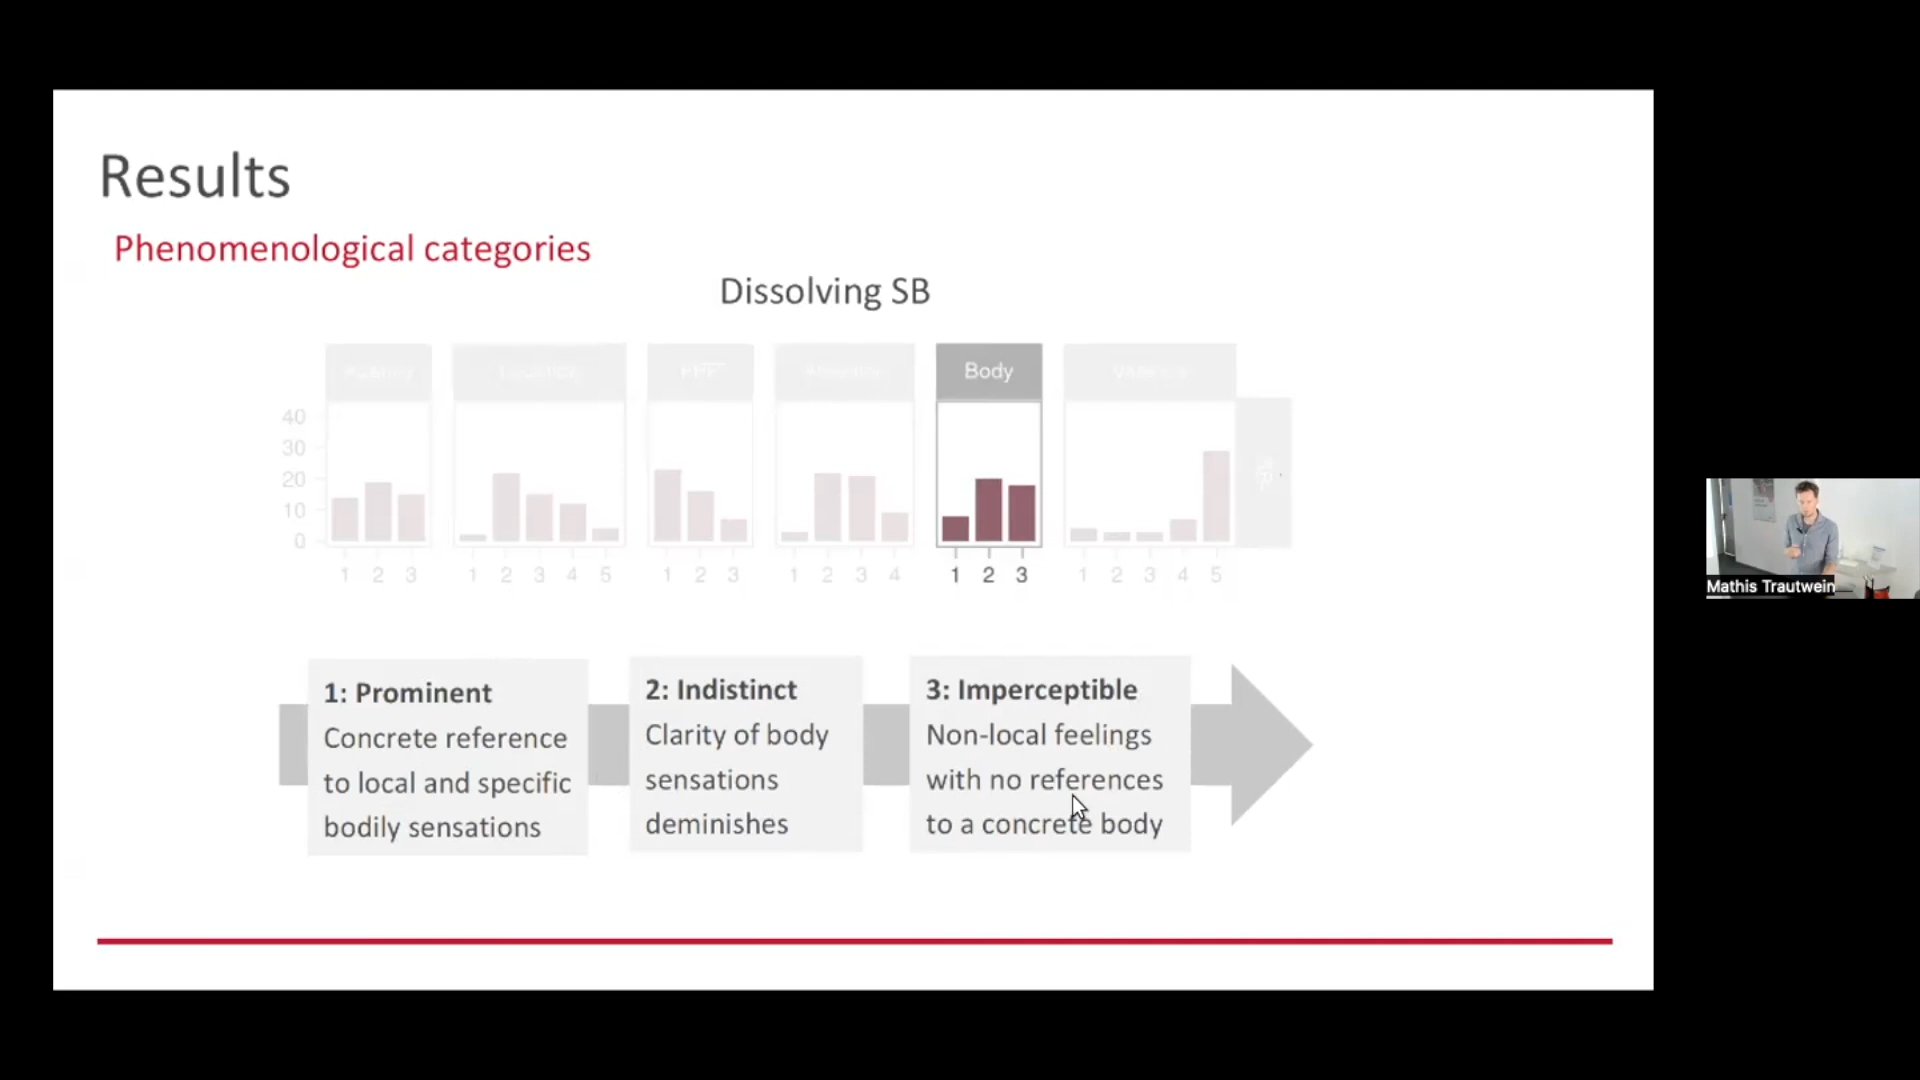 Results
Phenomenological categories
Dissolving SB
Body
40
30
20
10
0
1 2 3
1 2 3 4 5
1 2 3
1 2 3 4
1 2 3
1 2 3 4 5
1: Prominent
Concrete reference
to local and specific
bodily sensations
2: Indistinct
Clarity of body
sensations
deminishes
3: Imperceptible
Non-local feelings
with no references
to a concrete body
Mathis Trautwein